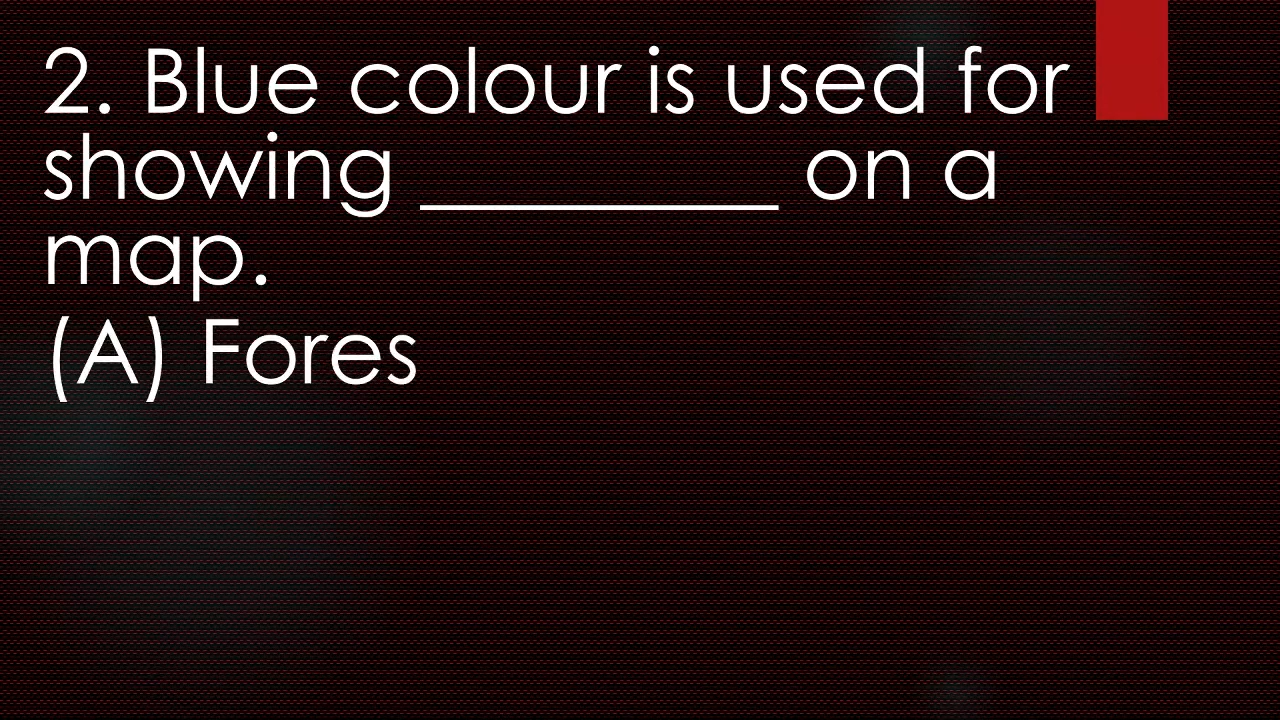 2. Blue colour is used for
showing _________ on a
map.
(A) Fores